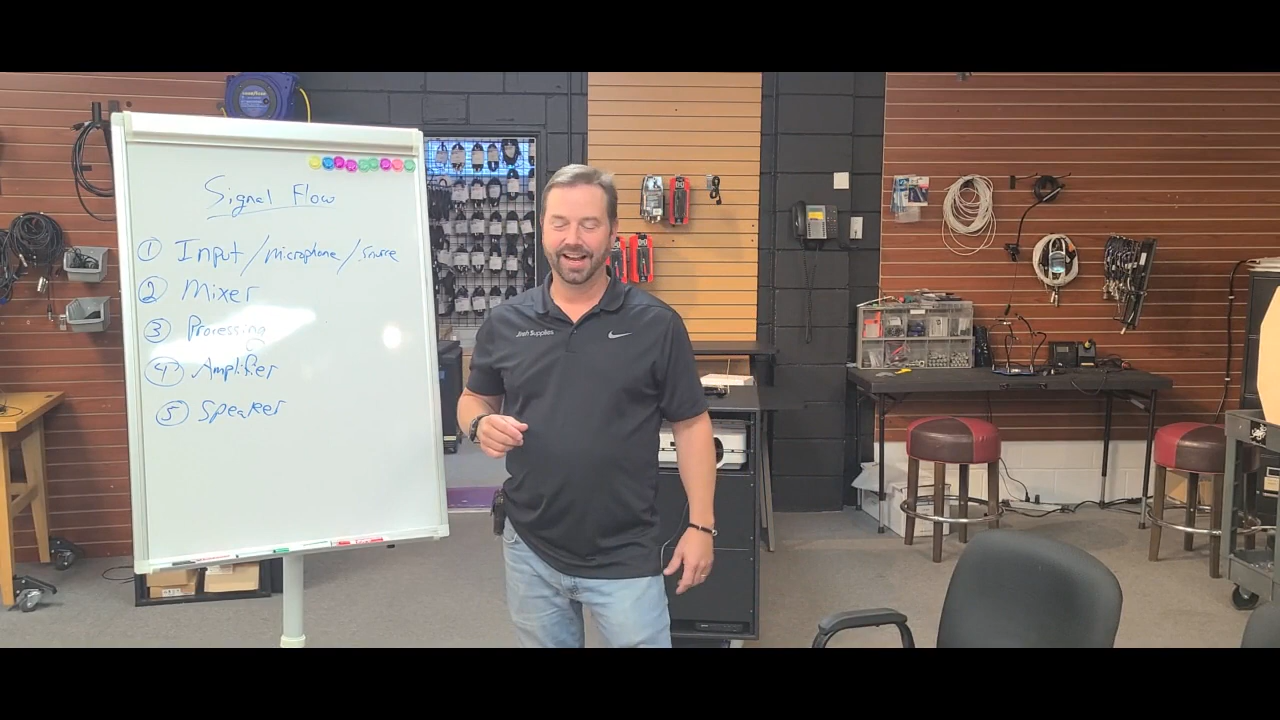 Signal Flow
① Input/Microphone/Source
② Mixer
③ Processing
④ Amplifier
⑤ Speaker